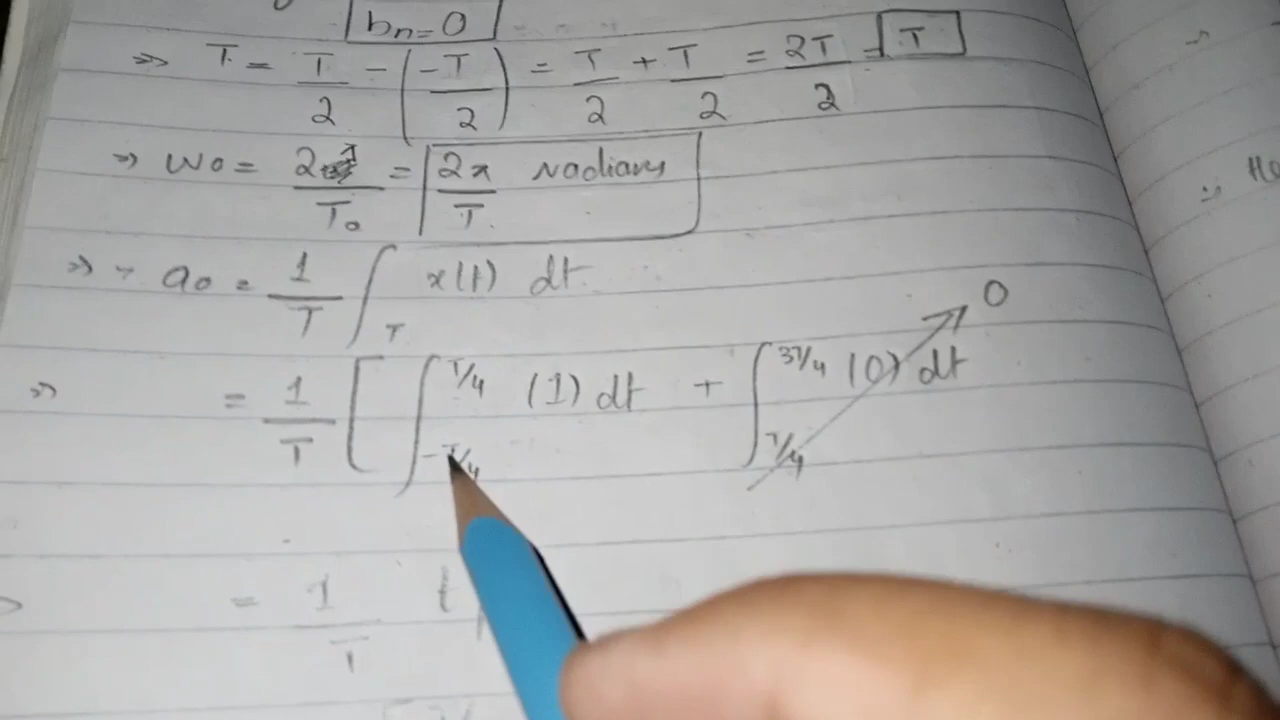 bn=0
⇒ T = T/2 - (-T/2) = T/2 + T/2 = 2T/2 = T
⇒ W0 = 2π/T0 = 2π/T radians
⇒ a0 = 1/T ∫T x(t) dt
⇒ = 1/T [ ∫-T/4^T/4 (1) dt + ∫T/4^3T/4 (0) dt 0
= 1/T t